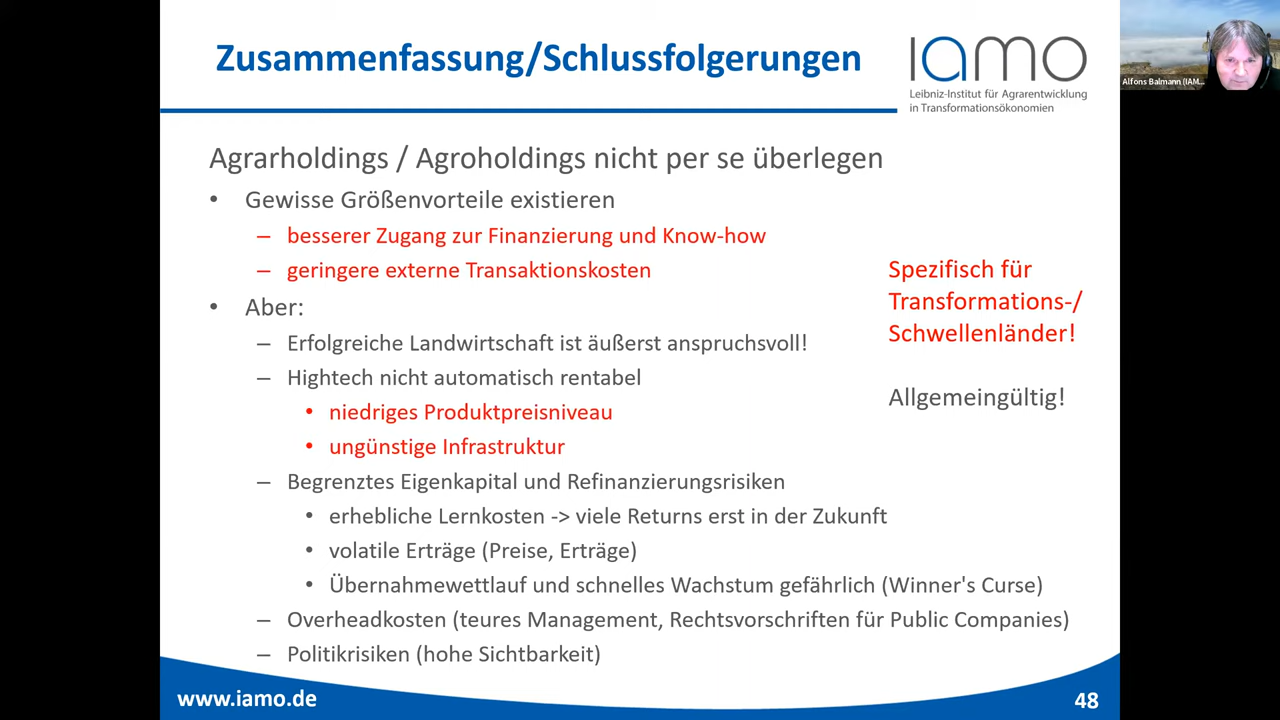 Zusammenfassung/Schlussfolgerungen
iamo
Leibniz-Institut für Agrarentwicklung
in Transformationsökonomien
Alfons Balmann (IAM...
Agrarholdings / Agroholdings nicht per se überlegen
• Gewisse Größenvorteile existieren
– besserer Zugang zur Finanzierung und Know-how
– geringere externe Transaktionskosten
• Aber:
– Erfolgreiche Landwirtschaft ist äußerst anspruchsvoll!
– Hightech nicht automatisch rentabel
• niedriges Produktpreisniveau
• ungünstige Infrastruktur
– Begrenztes Eigenkapital und Refinanzierungsrisiken
• erhebliche Lernkosten -> viele Returns erst in der Zukunft
• volatile Erträge (Preise, Erträge)
• Übernahmewettlauf und schnelles Wachstum gefährlich (Winner's Curse)
– Overheadkosten (teures Management, Rechtsvorschriften für Public Companies)
– Politikrisiken (hohe Sichtbarkeit)
Spezifisch für
Transformations-/
Schwellenländer!
Allgemeingültig!
www.iamo.de
48